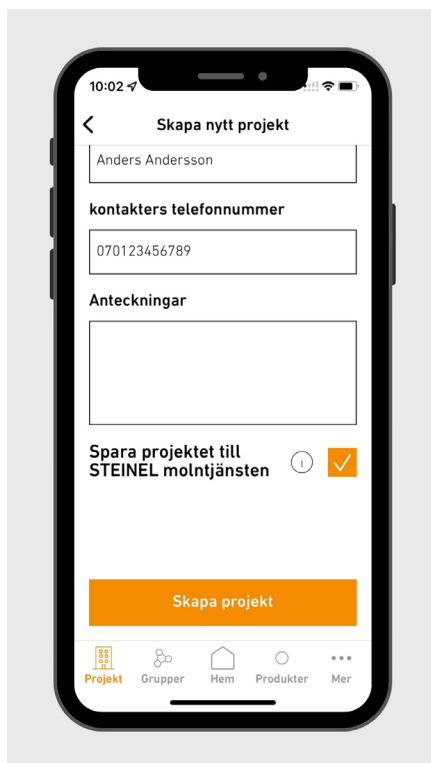 10:02
Skapa nytt projekt
Anders Andersson
kontakters telefonnummer
070123456789
Anteckningar
Spara projektet till
STEINEL molntjänsten
i
Skapa projekt
Projekt Grupper Hem Produkter Mer